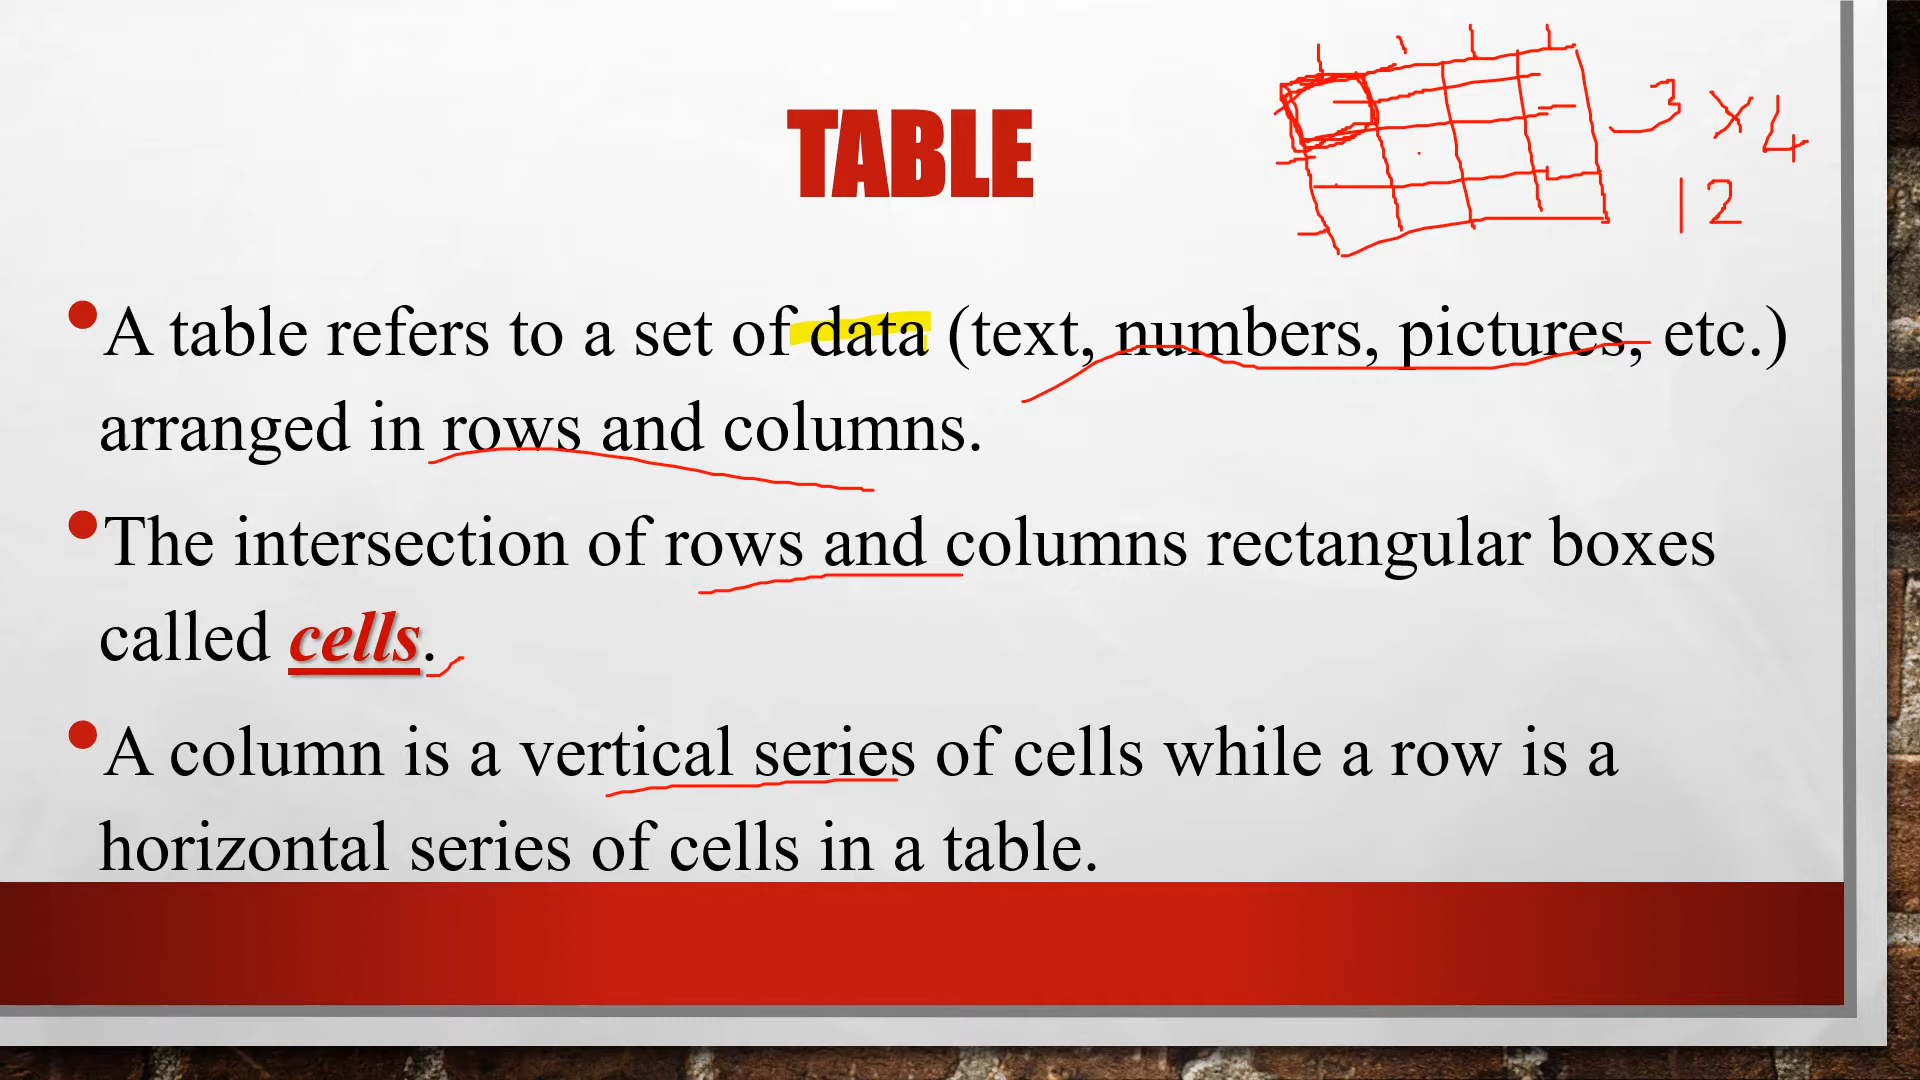 TABLE
3 x 4
12
•A table refers to a set of data (text, numbers, pictures, etc.)
arranged in rows and columns.
•The intersection of rows and columns rectangular boxes
called cells.
•A column is a vertical series of cells while a row is a
horizontal series of cells in a table.